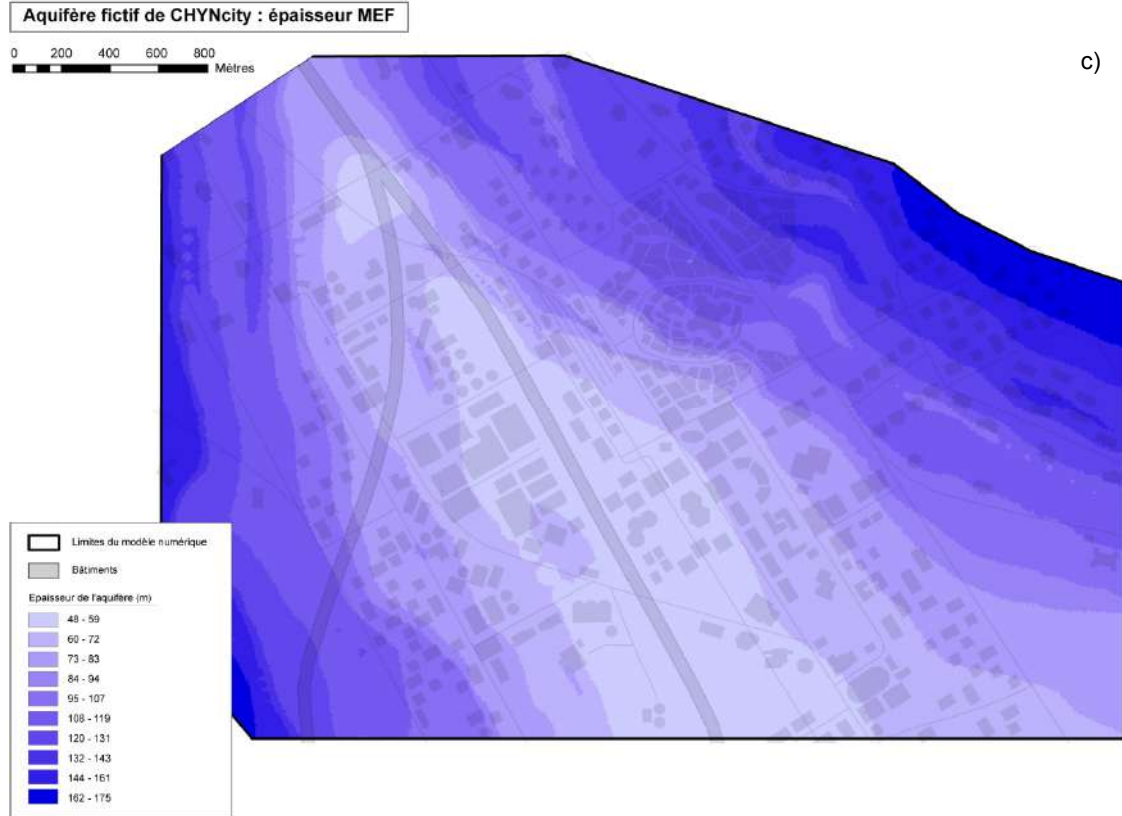 Aquifère fictif de CHYNcity : épaisseur MEF
0 200 400 600 800
Mètres
c)
Limites du modèle numérique
Bâtiments
Epaisseur de l'aquifère (m)
48 - 59
60 - 72
73 - 83
84 - 94
95 - 107
108 - 119
120 - 131
132 - 143
144 - 161
162 - 175